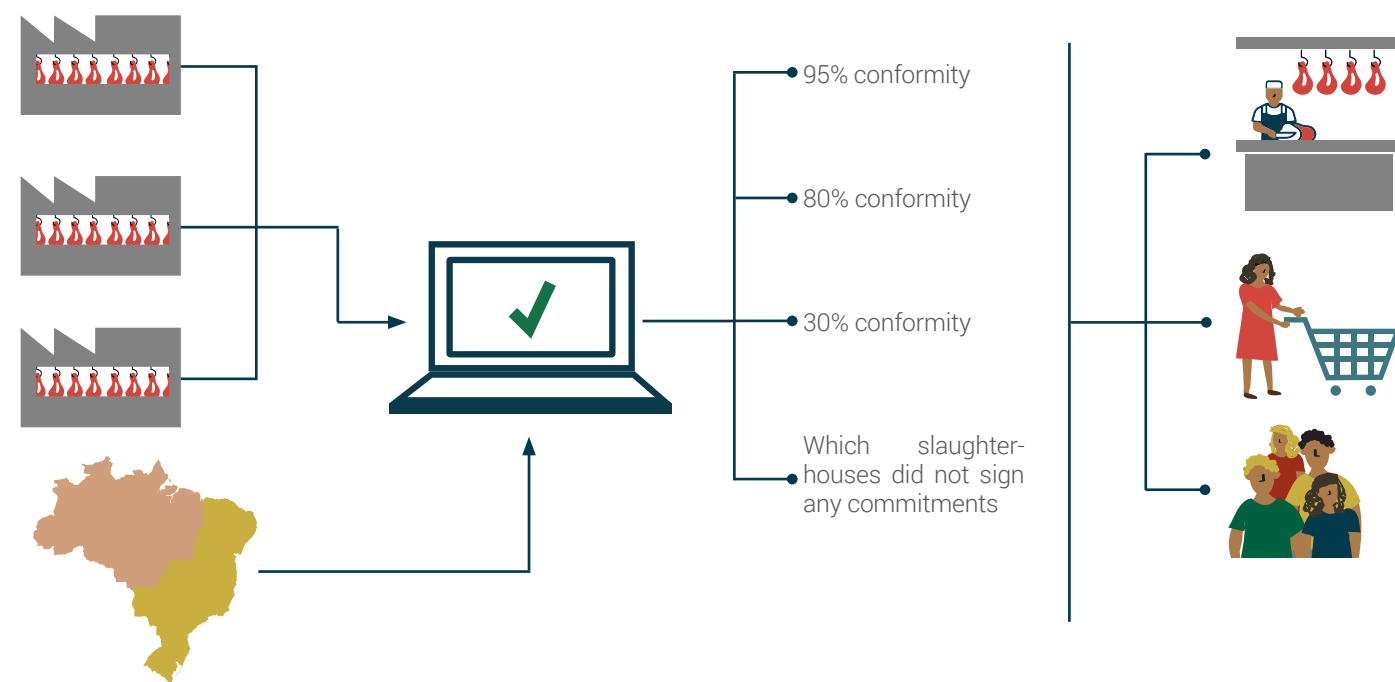 95% conformity
80% conformity
30% conformity
Which slaughter-
houses did not sign
any commitments